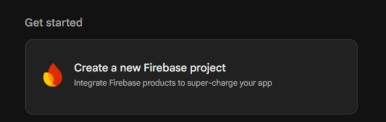 Get started
Create a new Firebase project
Integrate Firebase products to super-charge your app